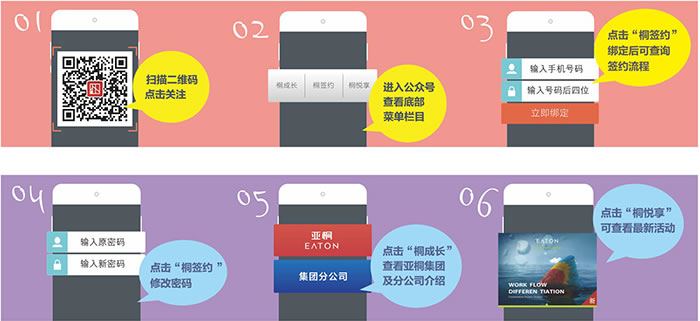 01
扫描二维码
点击关注
02
桐成长
桐签约
桐悦享
进入公众号
查看底部
菜单栏目
03
点击“桐签约”
绑定后可查询
签约流程
输入手机号码
输入号码后四位
立即绑定
04
输入原密码
输入新密码
点击“桐签约”
修改密码
05
亚桐
EATON
集团分公司
点击“桐成长”
查看亚桐集团
及分公司介绍
06
点击“桐悦享”
可查看最新活动
EATON
WORK FLOW
DIFFEREN TIATION
新